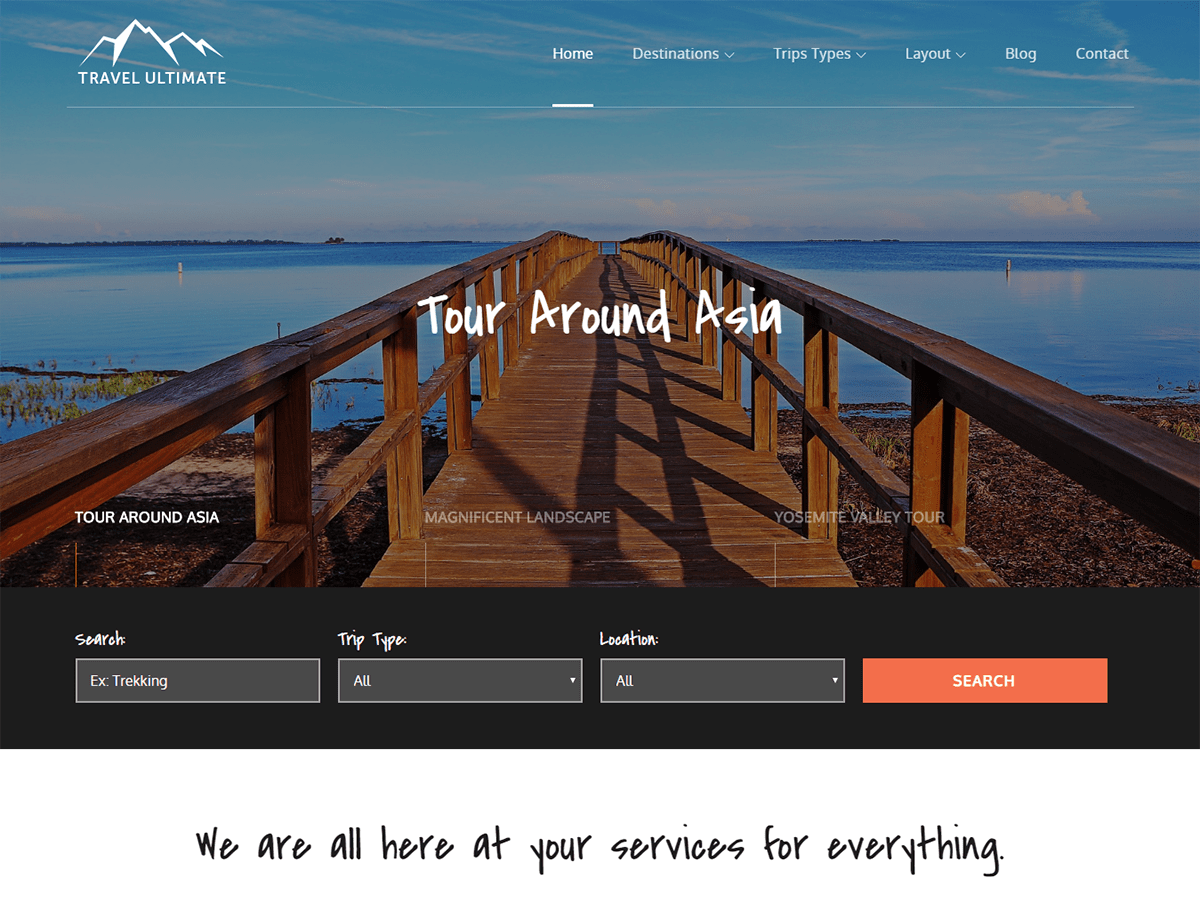 TRAVEL ULTIMATE
Home Destinations Trips Types Layout Blog Contact
Tour Around Asia
TOUR AROUND ASIA MAGNIFICENT LANDSCAPE YOSEMITE VALLEY TOUR
Search: Trip Type: Location:
Ex: Trekking All All SEARCH
We are all here at your services for everything.